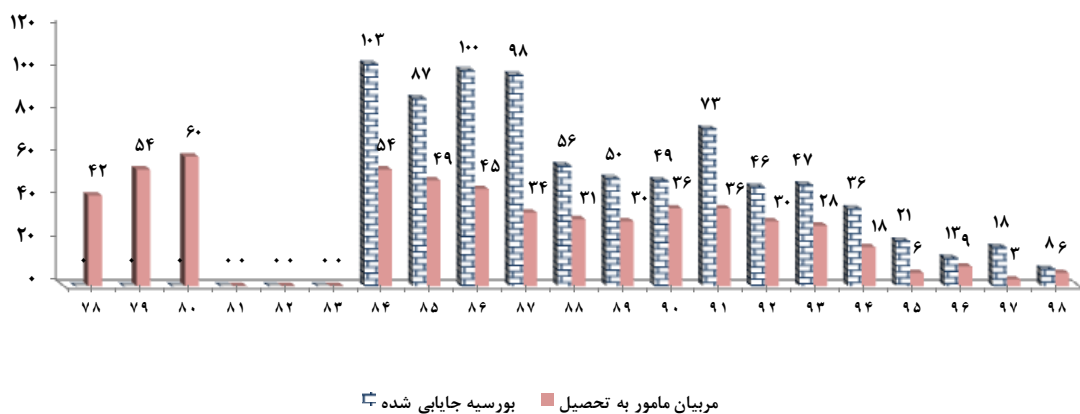 ۱۲۰
۱۰۰
۸۰
۶۰
۴۰
۲۰
۰
۰ ۰ ۰ ۰ ۰ ۰ ۱۰۳ ۸۷ ۱۰۰ ۹۸ ۵۶ ۵۰ ۴۹ ۷۳ ۴۶ ۴۷ ۳۶ ۲۱ ۱۳ ۱۸ ۸
۴۲ ۵۴ ۶۰ ۰ ۰ ۰ ۵۴ ۴۹ ۴۵ ۳۴ ۳۱ ۳۰ ۳۶ ۳۶ ۳۰ ۲۸ ۱۸ ۶ ۹ ۳ ۶
۷۸ ۷۹ ۸۰ ۸۱ ۸۲ ۸۳ ۸۴ ۸۵ ۸۶ ۸۷ ۸۸ ۸۹ ۹۰ ۹۱ ۹۲ ۹۳ ۹۴ ۹۵ ۹۶ ۹۷ ۹۸
مربیان مامور به تحصیل بورسیه جایابی شده